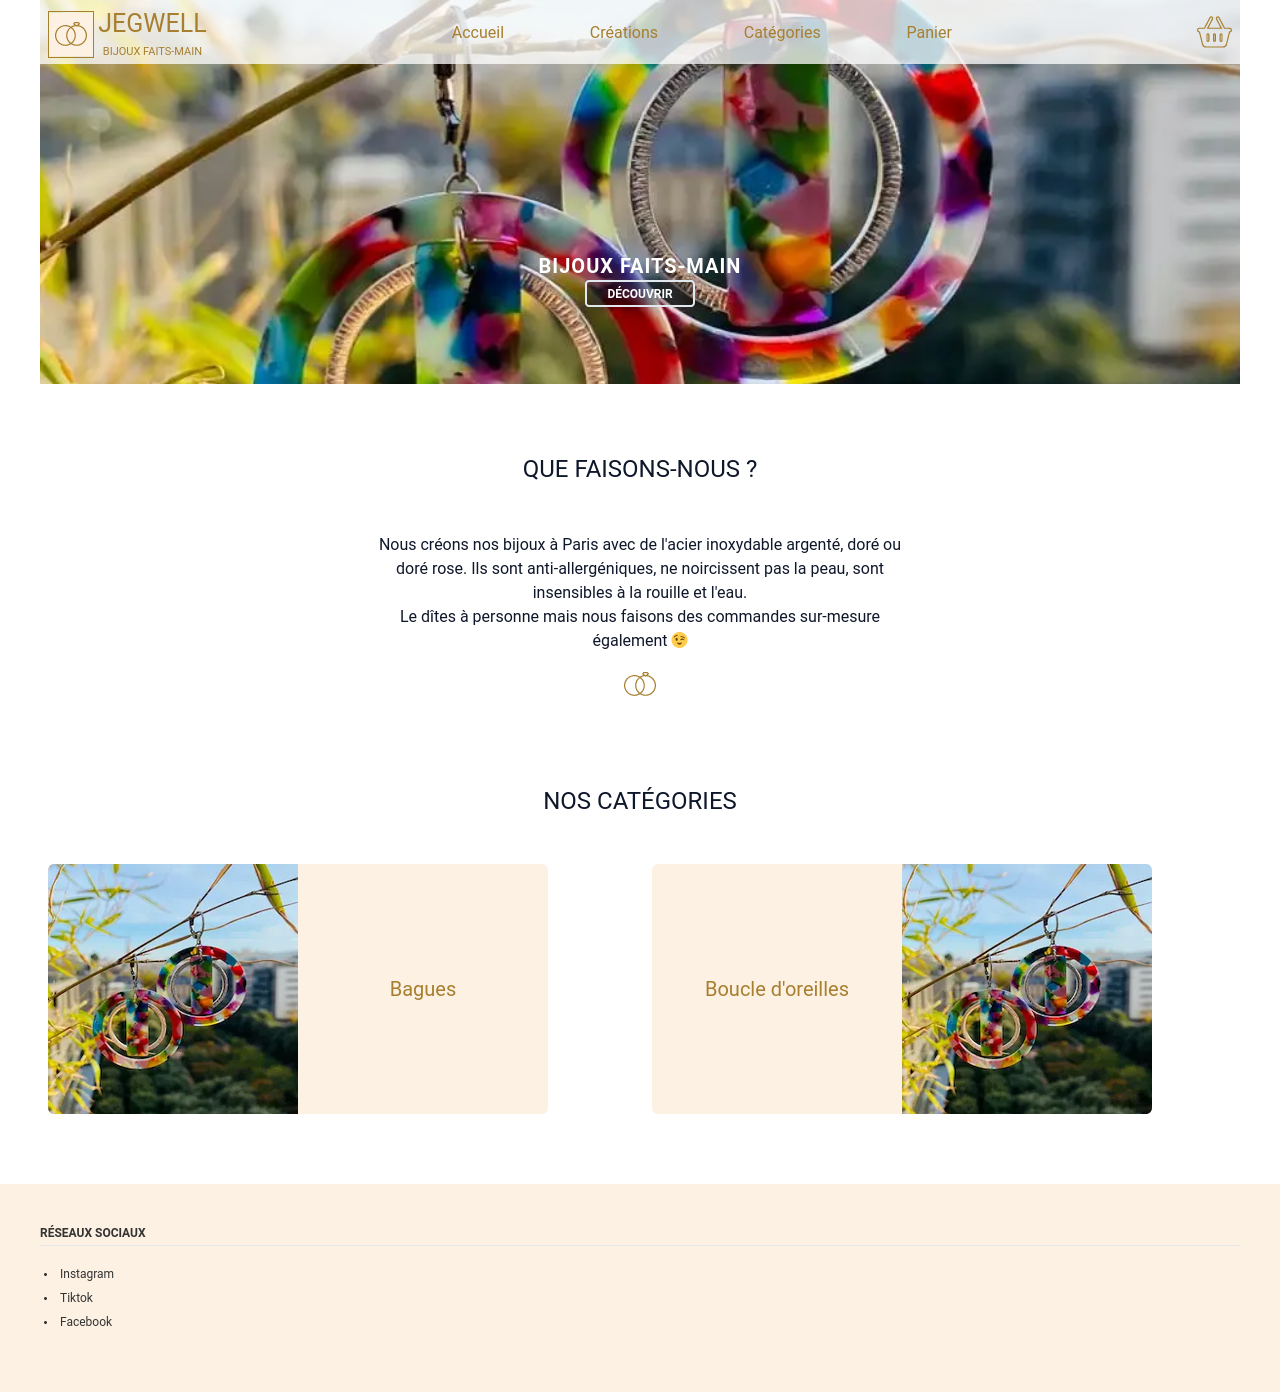 JEGWELL
BIJOUX FAITS-MAIN
Accueil
Créations
Catégories
Panier
BIJOUX FAITS-MAIN
DÉCOUVRIR
QUE FAISONS-NOUS ?
Nous créons nos bijoux à Paris avec de l'acier inoxydable argenté, doré ou
doré rose. Ils sont anti-allergéniques, ne noircissent pas la peau, sont
insensibles à la rouille et l'eau.
Le dîtes à personne mais nous faisons des commandes sur-mesure
également 😉
NOS CATÉGORIES
Bagues
Boucle d'oreilles
RÉSEAUX SOCIAUX
• Instagram
• Tiktok
• Facebook